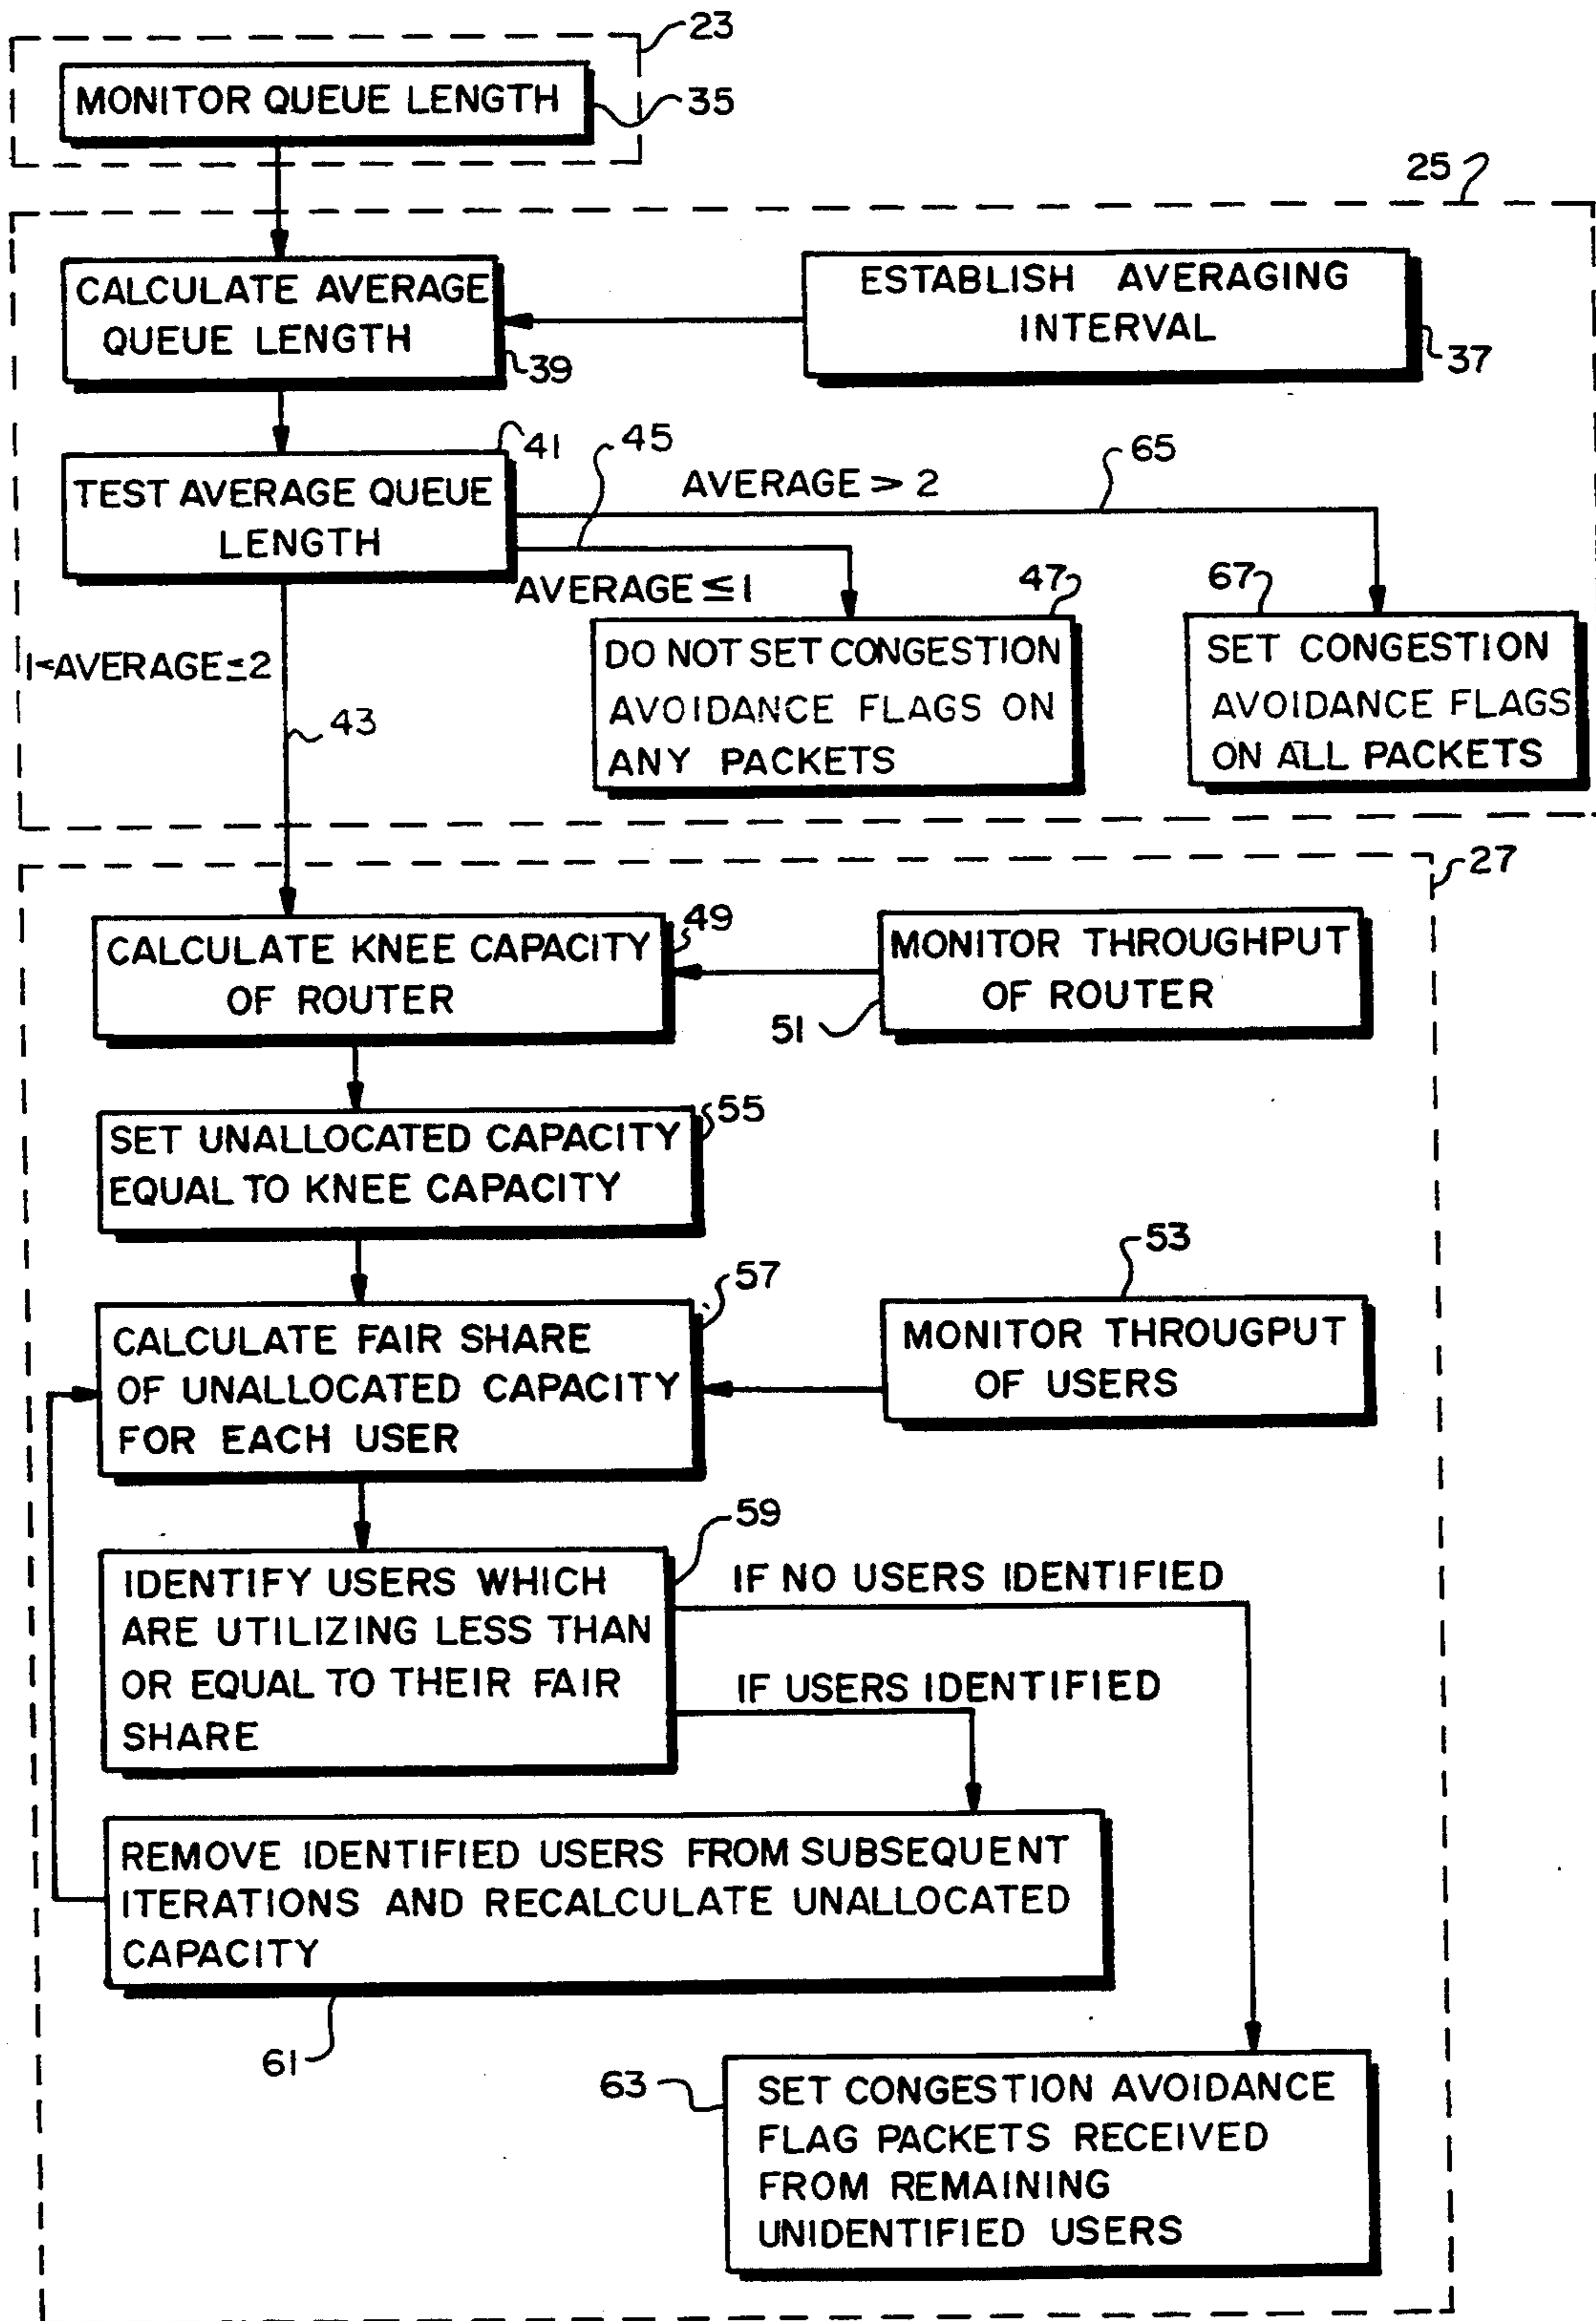 23
MONITOR QUEUE LENGTH
35
25
CALCULATE AVERAGE
QUEUE LENGTH
39
ESTABLISH AVERAGING
INTERVAL
37
41
45
65
TEST AVERAGE QUEUE
LENGTH
AVERAGE > 2
AVERAGE ≤ 1
47
67
1<AVERAGE≤2
43
DO NOT SET CONGESTION
AVOIDANCE FLAGS ON
ANY PACKETS
SET CONGESTION
AVOIDANCE FLAGS
ON ALL PACKETS
27
49
CALCULATE KNEE CAPACITY
OF ROUTER
MONITOR THROUGHPUT
OF ROUTER
51
55
SET UNALLOCATED CAPACITY
EQUAL TO KNEE CAPACITY
57
53
CALCULATE FAIR SHARE
OF UNALLOCATED CAPACITY
FOR EACH USER
MONITOR THROUGPUT
OF USERS
59
IDENTIFY USERS WHICH
ARE UTILIZING LESS THAN
OR EQUAL TO THEIR FAIR
SHARE
IF NO USERS IDENTIFIED
IF USERS IDENTIFIED
REMOVE IDENTIFIED USERS FROM SUBSEQUENT
ITERATIONS AND RECALCULATE UNALLOCATED
CAPACITY
61
63
SET CONGESTION AVOIDANCE
FLAG PACKETS RECEIVED
FROM REMAINING
UNIDENTIFIED USERS